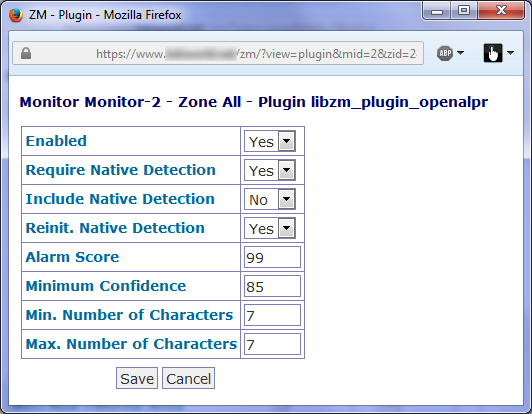 ZM - Plugin - Mozilla Firefox
https://www. /zm/?view=plugin&mid=2&zid=2
ABP
Monitor Monitor-2 - Zone All - Plugin libzm_plugin_openalpr
Enabled Yes
Require Native Detection Yes
Include Native Detection No
Reinit. Native Detection Yes
Alarm Score 99
Minimum Confidence 85
Min. Number of Characters 7
Max. Number of Characters 7
Save Cancel